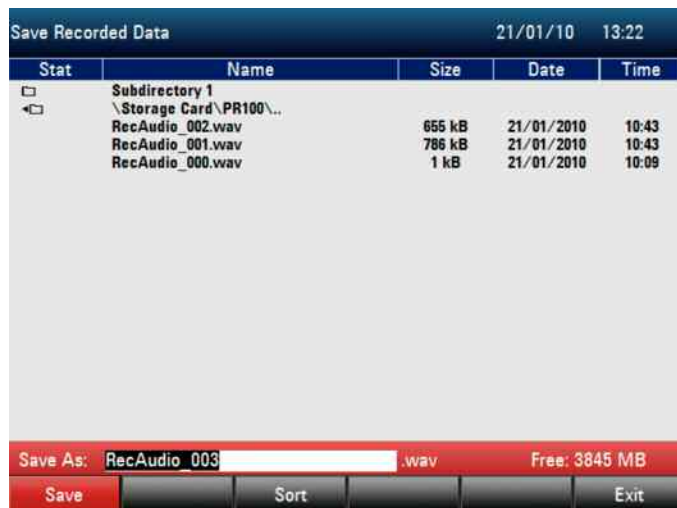 Save Recorded Data 21/01/10 13:22
Stat Name Size Date Time
Subdirectory 1
\Storage Card\PR100\..
RecAudio_002.wav 655 kB 21/01/2010 10:43
RecAudio_001.wav 786 kB 21/01/2010 10:43
RecAudio_000.wav 1 kB 21/01/2010 10:09
Save As: RecAudio_003 .wav Free: 3845 MB
Save Sort Exit